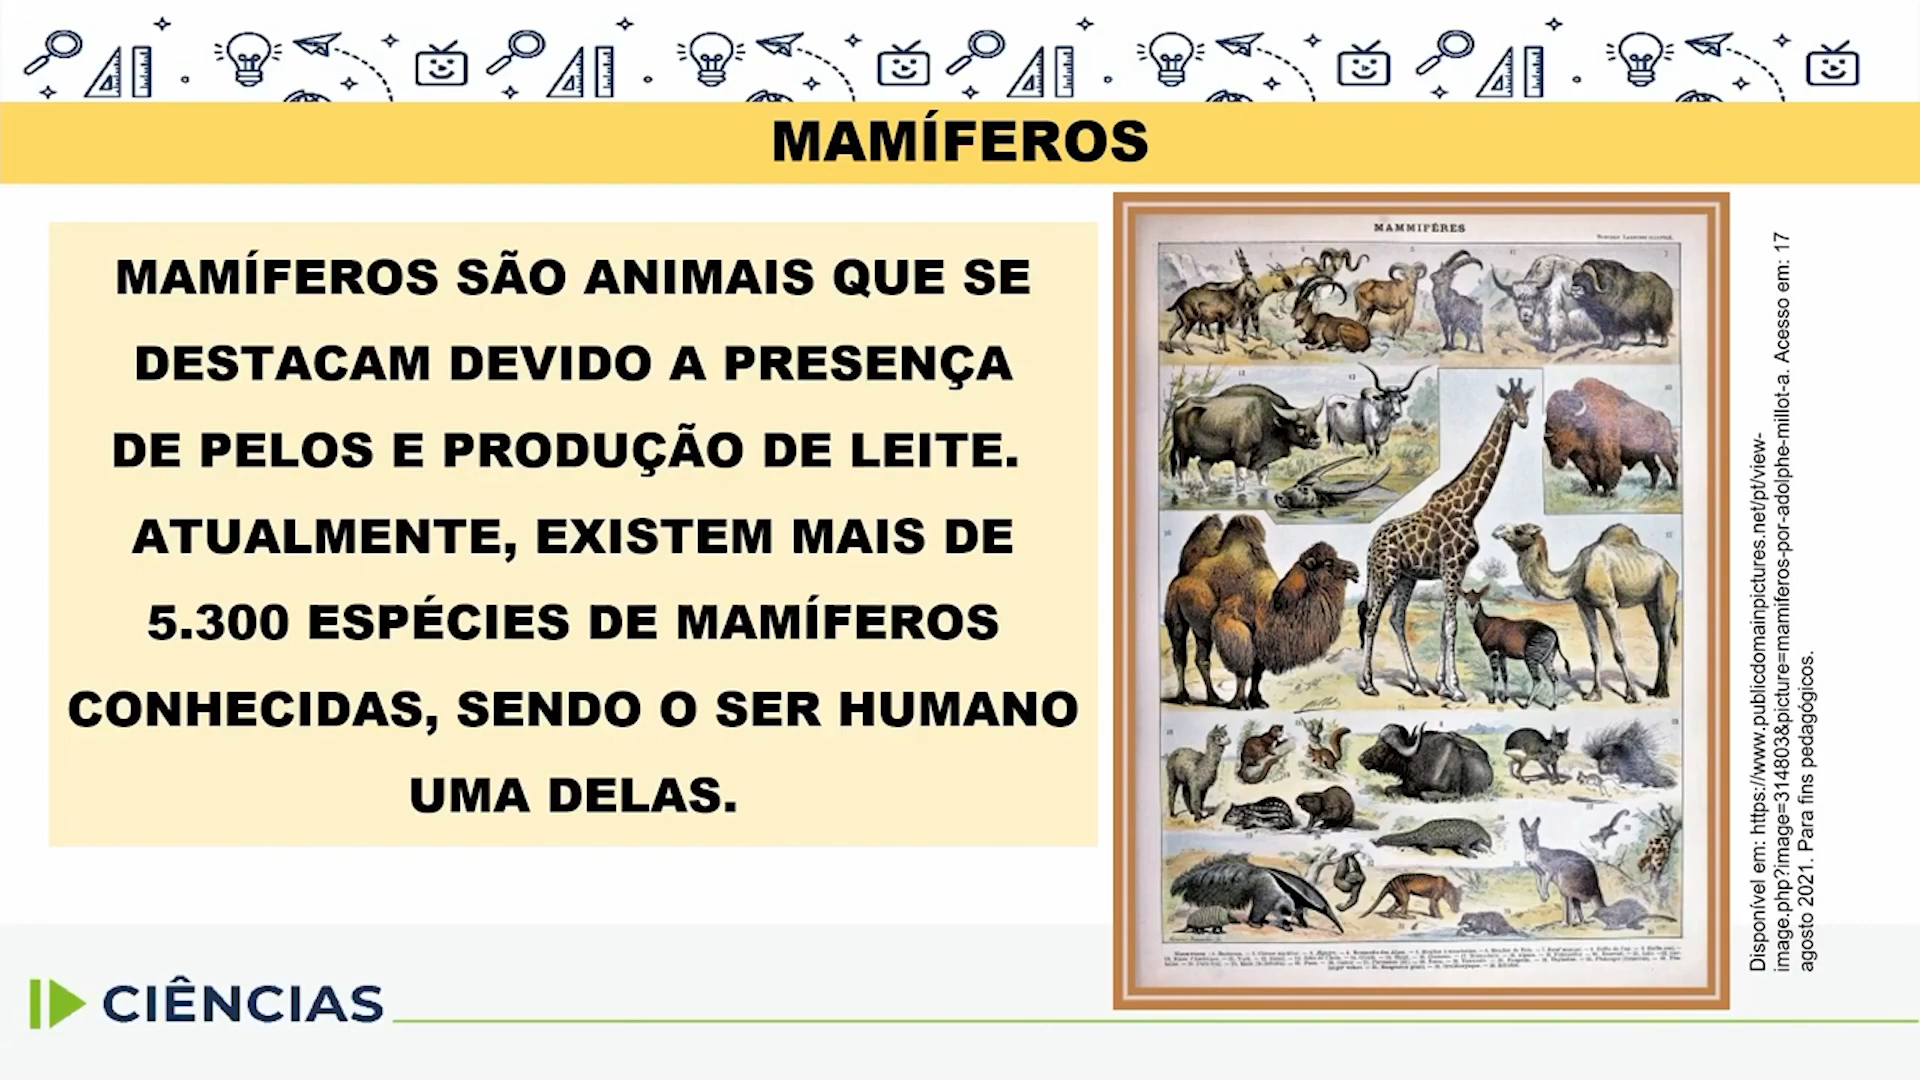 MAMÍFEROS
MAMÍFEROS SÃO ANIMAIS QUE SE
DESTACAM DEVIDO A PRESENÇA
DE PELOS E PRODUÇÃO DE LEITE.
ATUALMENTE, EXISTEM MAIS DE
5.300 ESPÉCIES DE MAMÍFEROS
CONHECIDAS, SENDO O SER HUMANO
UMA DELAS.
MAMMIFÈRES
Disponível em: https://www.publicdomainpictures.net/pt/view-
image.php?image=314803&picture=mamiferos-por-adolphe-millot-a. Acesso em: 17
agosto 2021. Para fins pedagógicos.
CIÊNCIAS